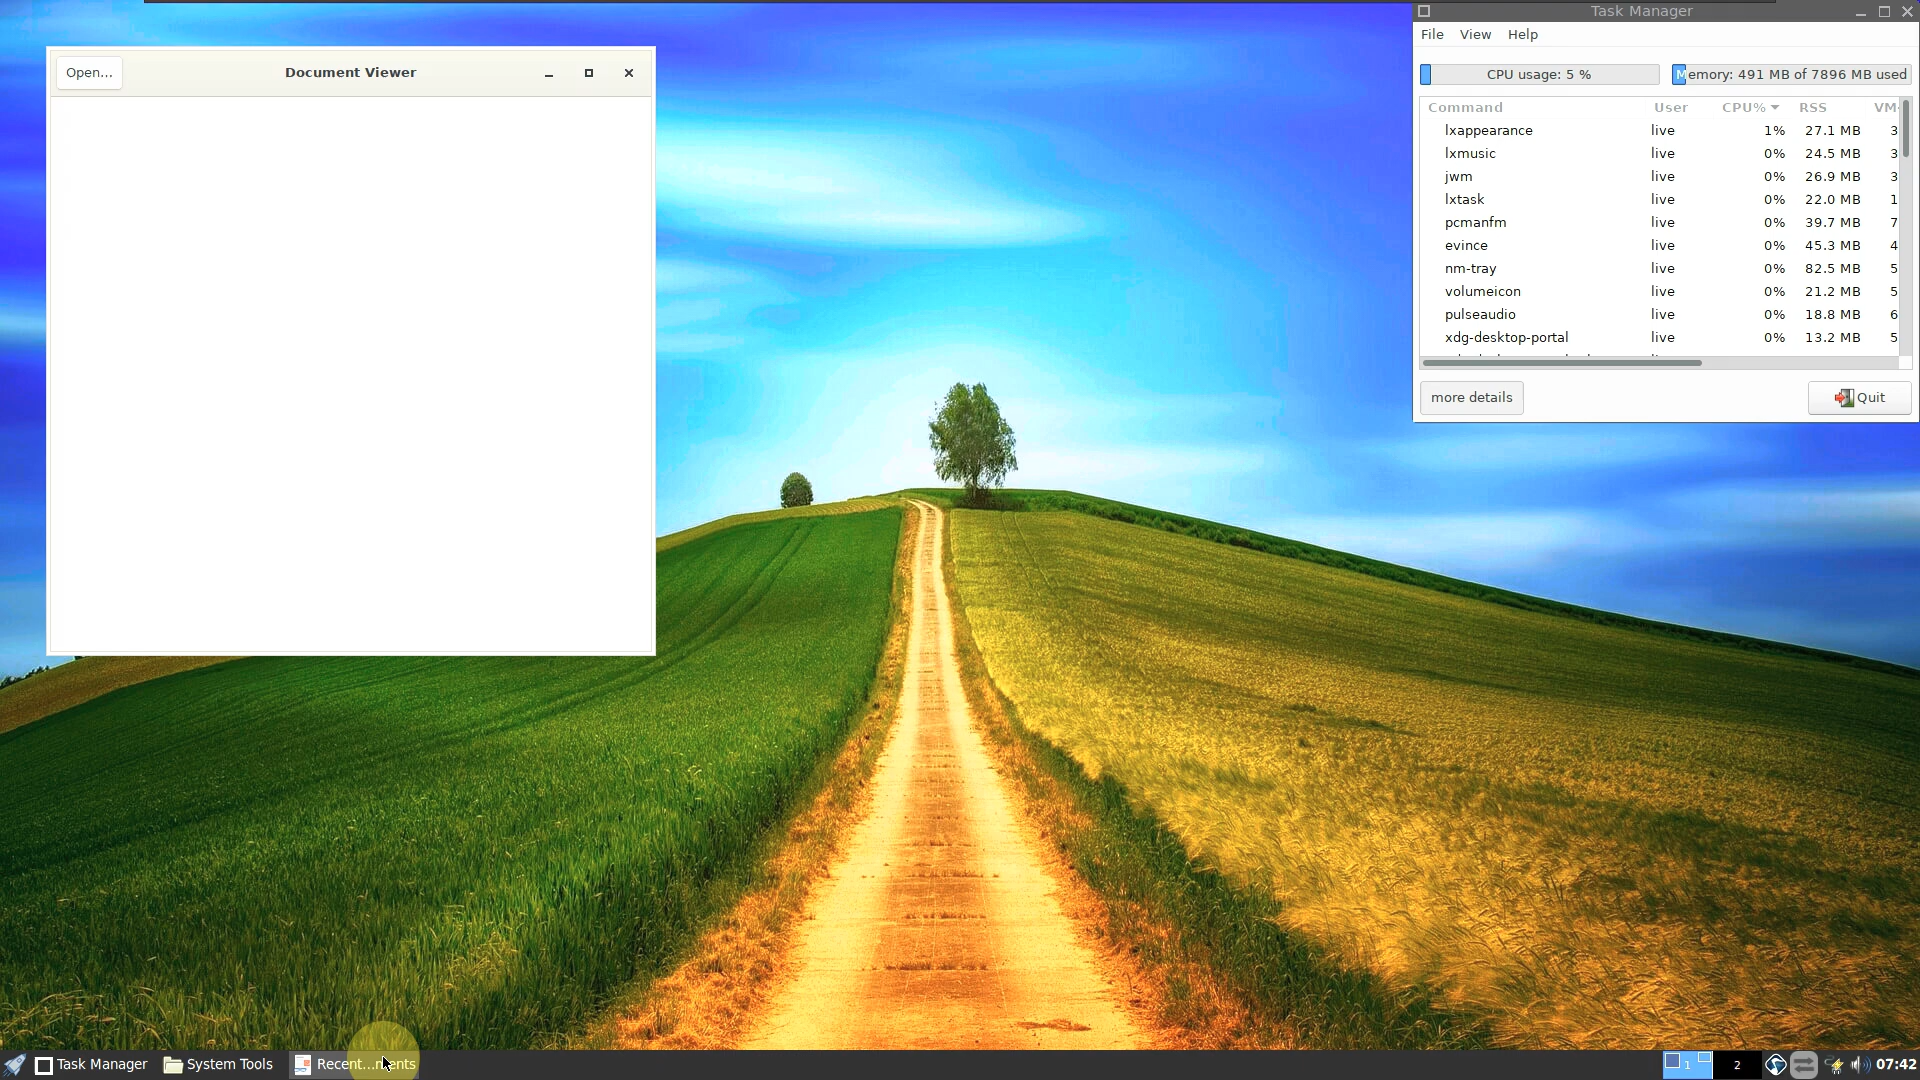 Open...
Document Viewer
Task Manager
File View Help
CPU usage: 5 %
Memory: 491 MB of 7896 MB used
Command User CPU% RSS VM-
lxappearance live 1% 27.1 MB 3
lxmusic live 0% 24.5 MB 3
jwm live 0% 26.9 MB 3
lxtask live 0% 22.0 MB 1
pcmanfm live 0% 39.7 MB 7
evince live 0% 45.3 MB 4
nm-tray live 0% 82.5 MB 5
volumeicon live 0% 21.2 MB 5
pulseaudio live 0% 18.8 MB 6
xdg-desktop-portal live 0% 13.2 MB 5
more details
Quit
Task Manager
System Tools
Recent...ments
1
2
07:42